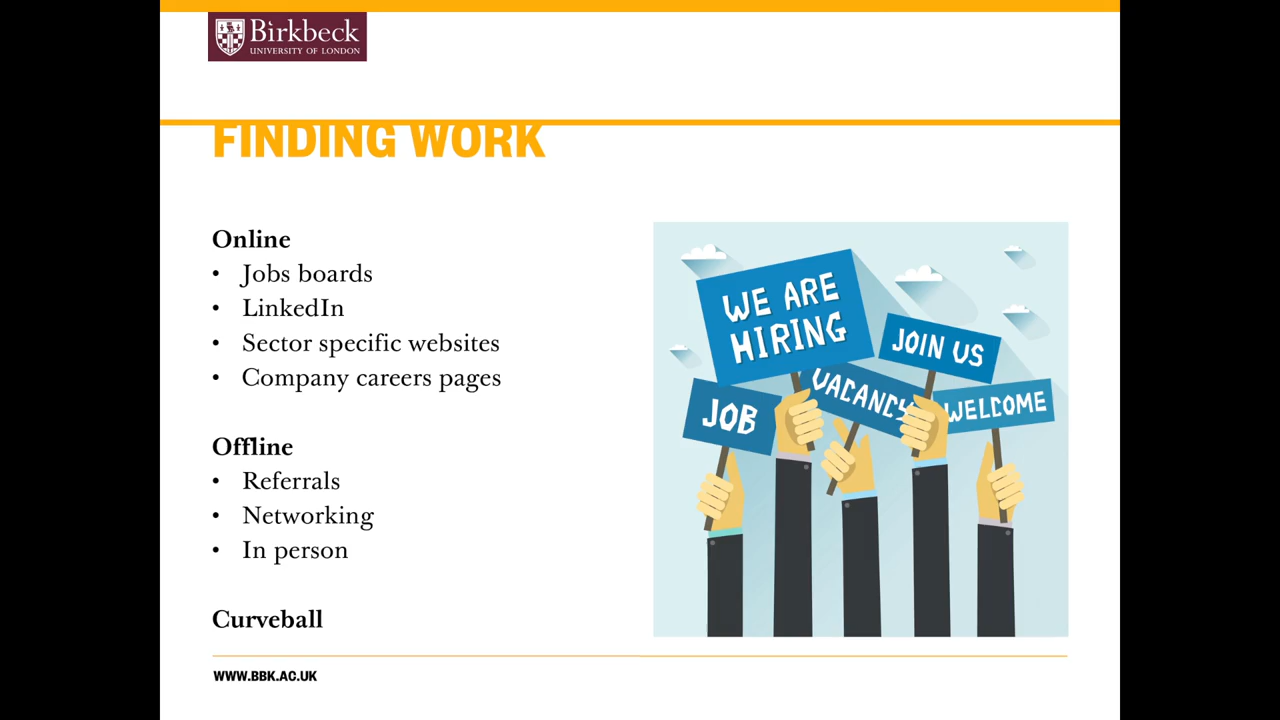 Birkbeck
UNIVERSITY OF LONDON
FINDING WORK
Online
• Jobs boards
• LinkedIn
• Sector specific websites
• Company careers pages
Offline
• Referrals
• Networking
• In person
Curveball
WE ARE
HIRING
JOIN US
VACANCY
JOB
WELCOME
WWW.BBK.AC.UK